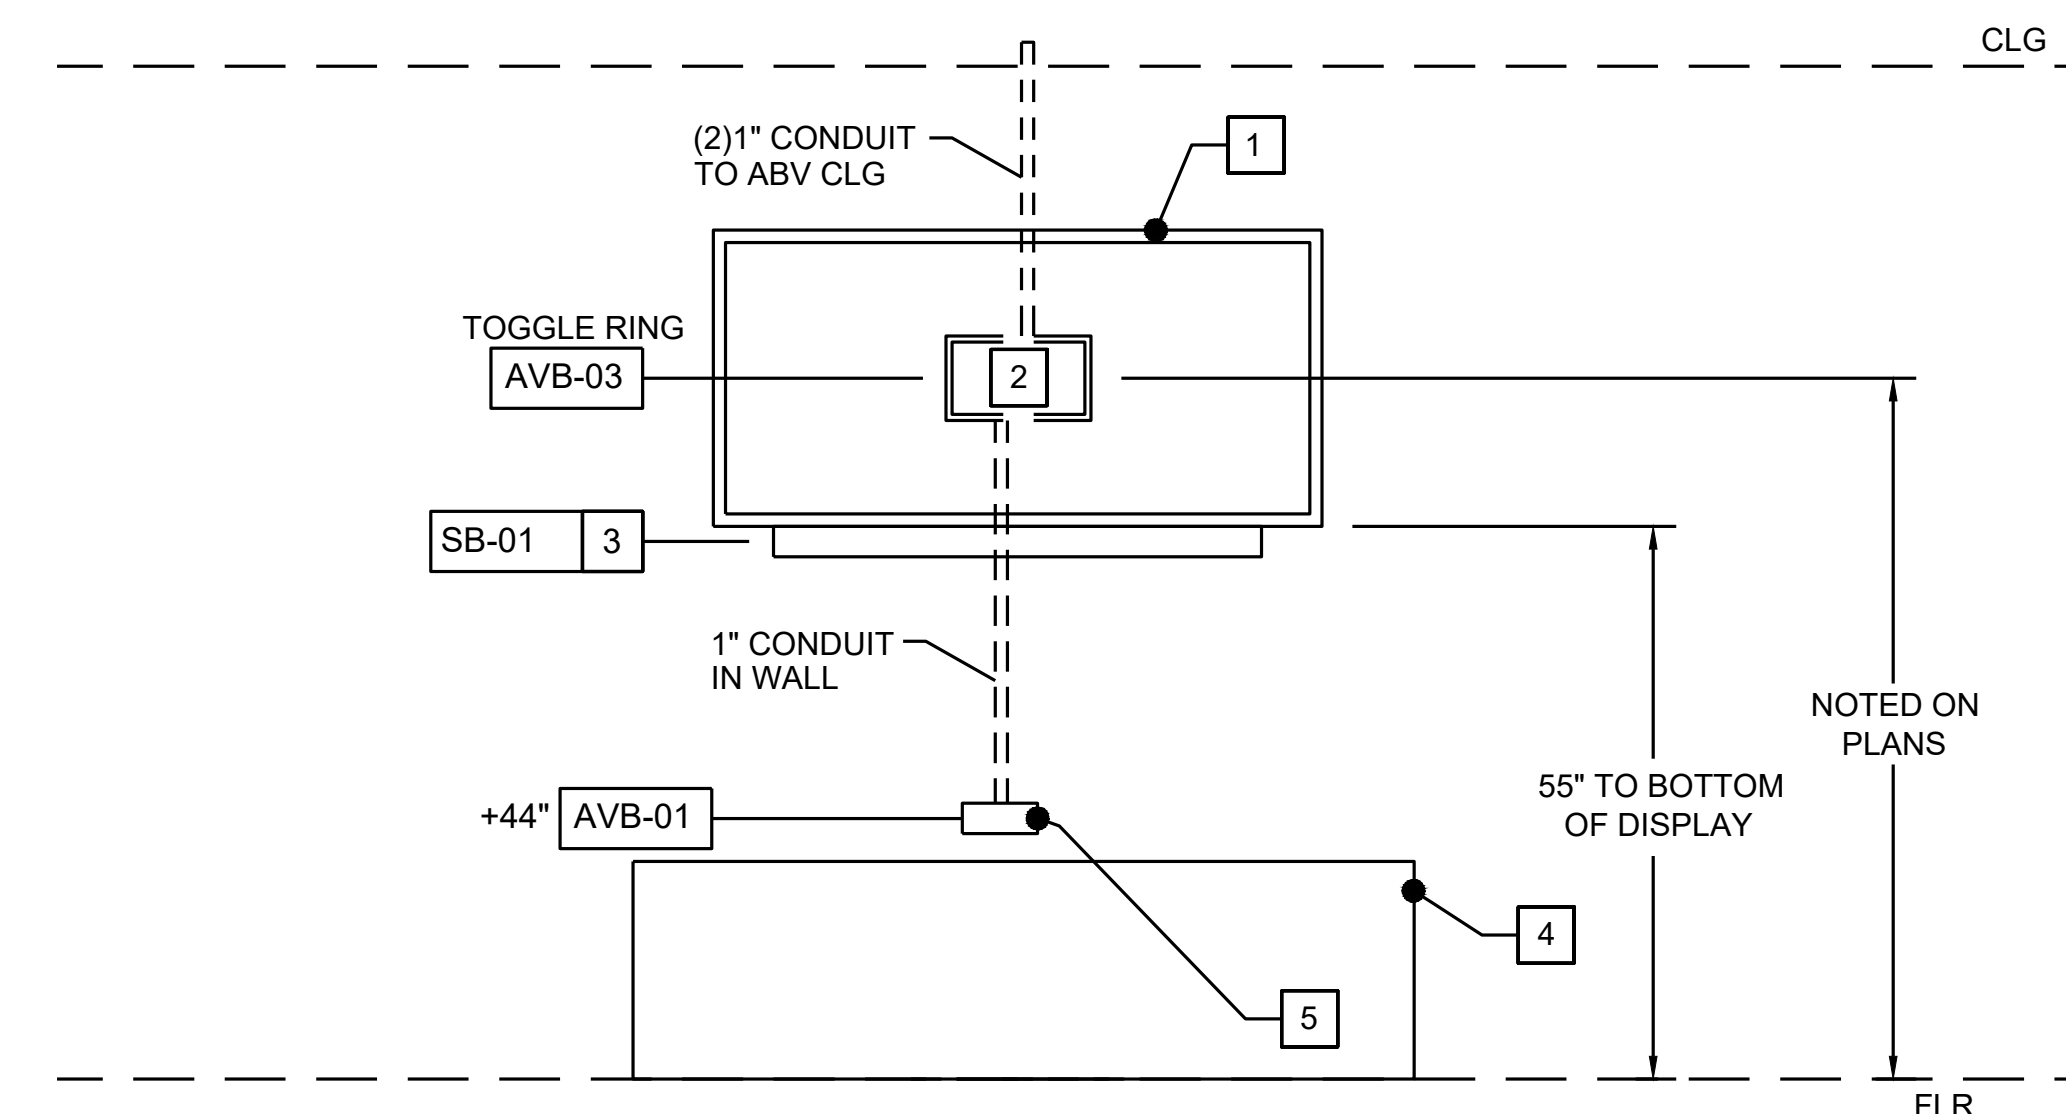 CLG
(2)1" CONDUIT
TO ABV CLG
1
TOGGLE RING
AVB-03
2
SB-01 3
1" CONDUIT
IN WALL
NOTED ON
PLANS
55" TO BOTTOM
OF DISPLAY
+44" AVB-01
4
5
FLR